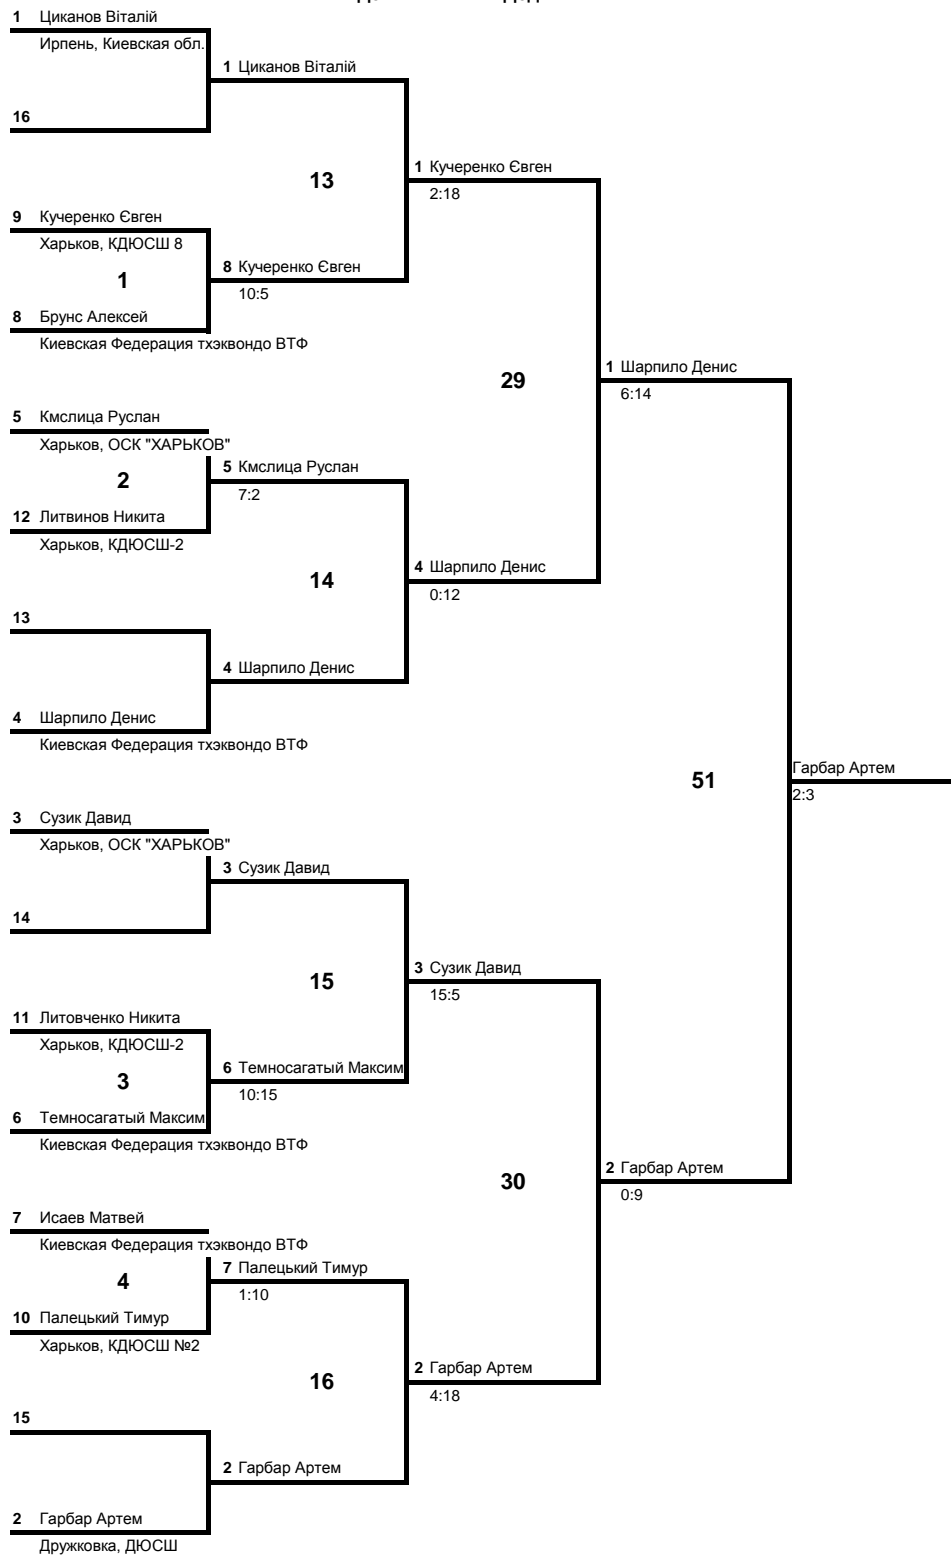 1 Циканов Віталій
Ирпень, Киевская обл.
1 Циканов Віталій
16
13
1 Кучеренко Євген
2:18
9 Кучеренко Євген
Харьков, КДЮСШ 8
8 Кучеренко Євген
10:5
1
8 Брунс Алексей
Киевская Федерация тхэквондо ВТФ
1 Шарпило Денис
6:14
29
5 Кмслица Руслан
Харьков, ОСК "ХАРЬКОВ"
5 Кмслица Руслан
7:2
2
12 Литвинов Никита
Харьков, КДЮСШ-2
14
4 Шарпило Денис
0:12
13
4 Шарпило Денис
4 Шарпило Денис
Киевская Федерация тхэквондо ВТФ
51
Гарбар Артем
2:3
3 Сузик Давид
Харьков, ОСК "ХАРЬКОВ"
3 Сузик Давид
14
15
3 Сузик Давид
15:5
11 Литовченко Никита
Харьков, КДЮСШ-2
3
6 Темносагатый Максим
10:15
6 Темносагатый Максим
Киевская Федерация тхэквондо ВТФ
30
2 Гарбар Артем
0:9
7 Исаев Матвей
Киевская Федерация тхэквондо ВТФ
4
7 Палецький Тимур
1:10
10 Палецький Тимур
Харьков, КДЮСШ №2
16
2 Гарбар Артем
4:18
15
2 Гарбар Артем
2 Гарбар Артем
Дружковка, ДЮСШ